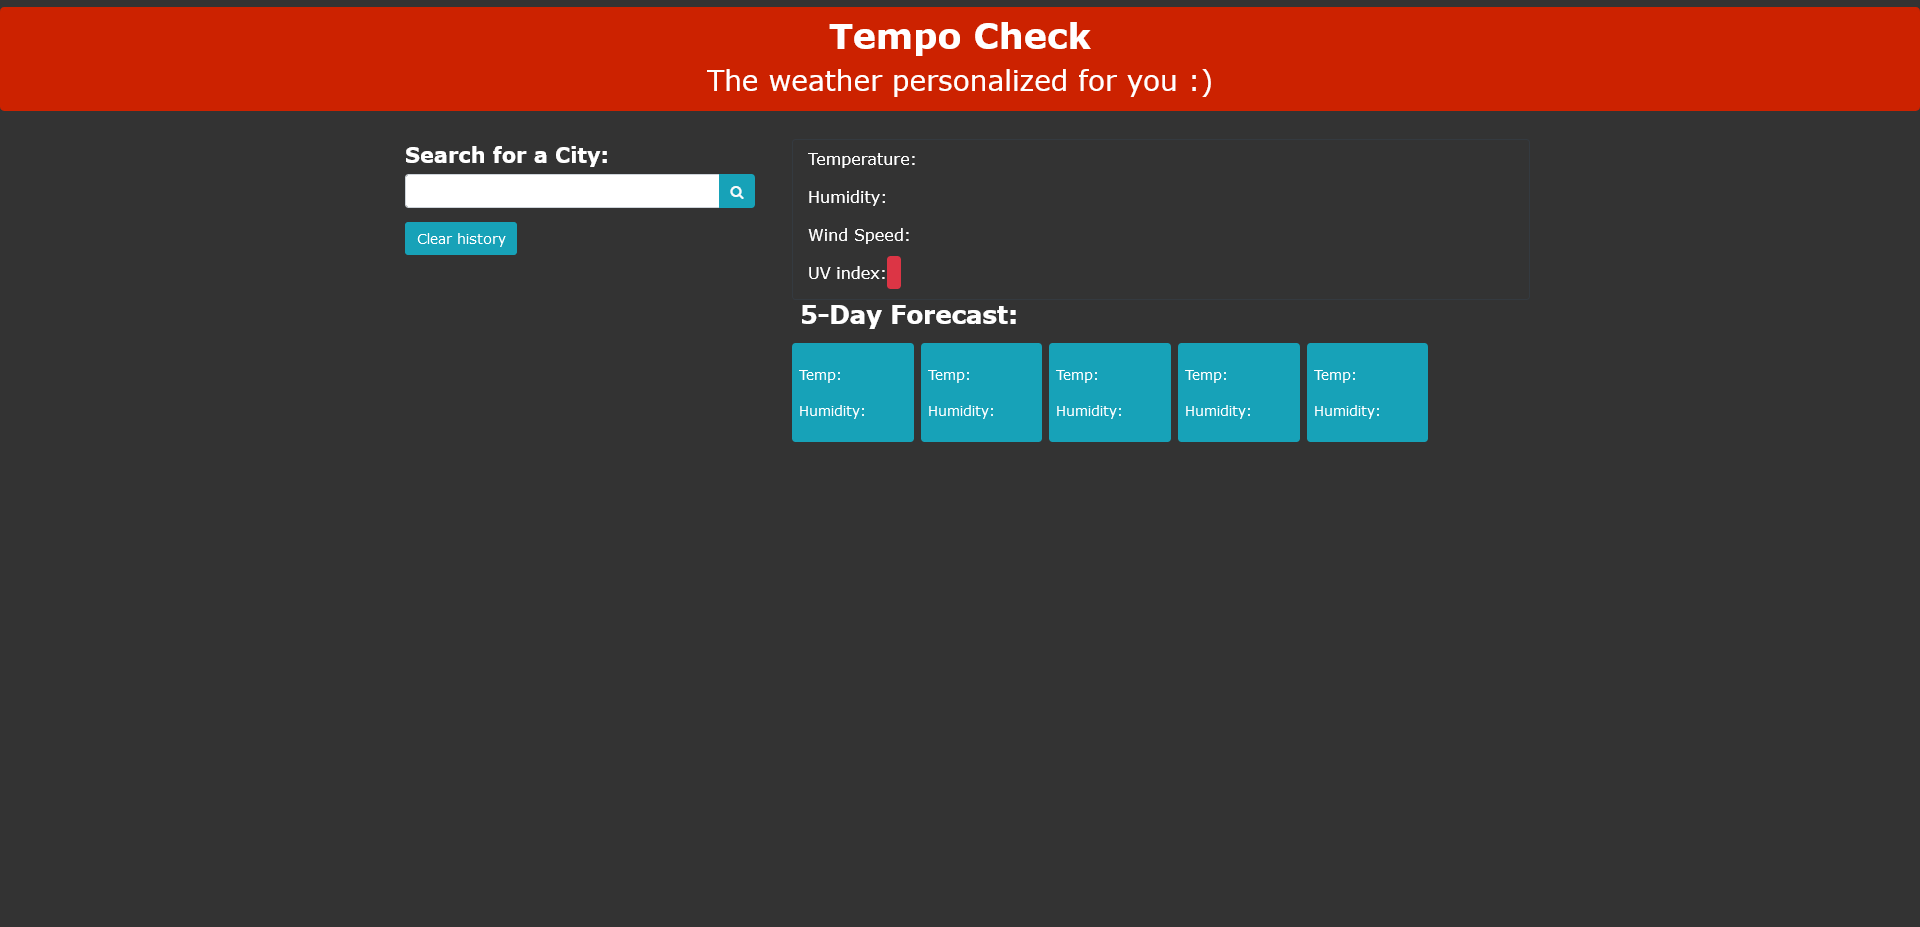 Tempo Check
The weather personalized for you :)
Search for a City:
Clear history
Temperature:
Humidity:
Wind Speed:
UV index:
5-Day Forecast:
Temp:
Humidity:
Temp:
Humidity:
Temp:
Humidity:
Temp:
Humidity:
Temp:
Humidity: